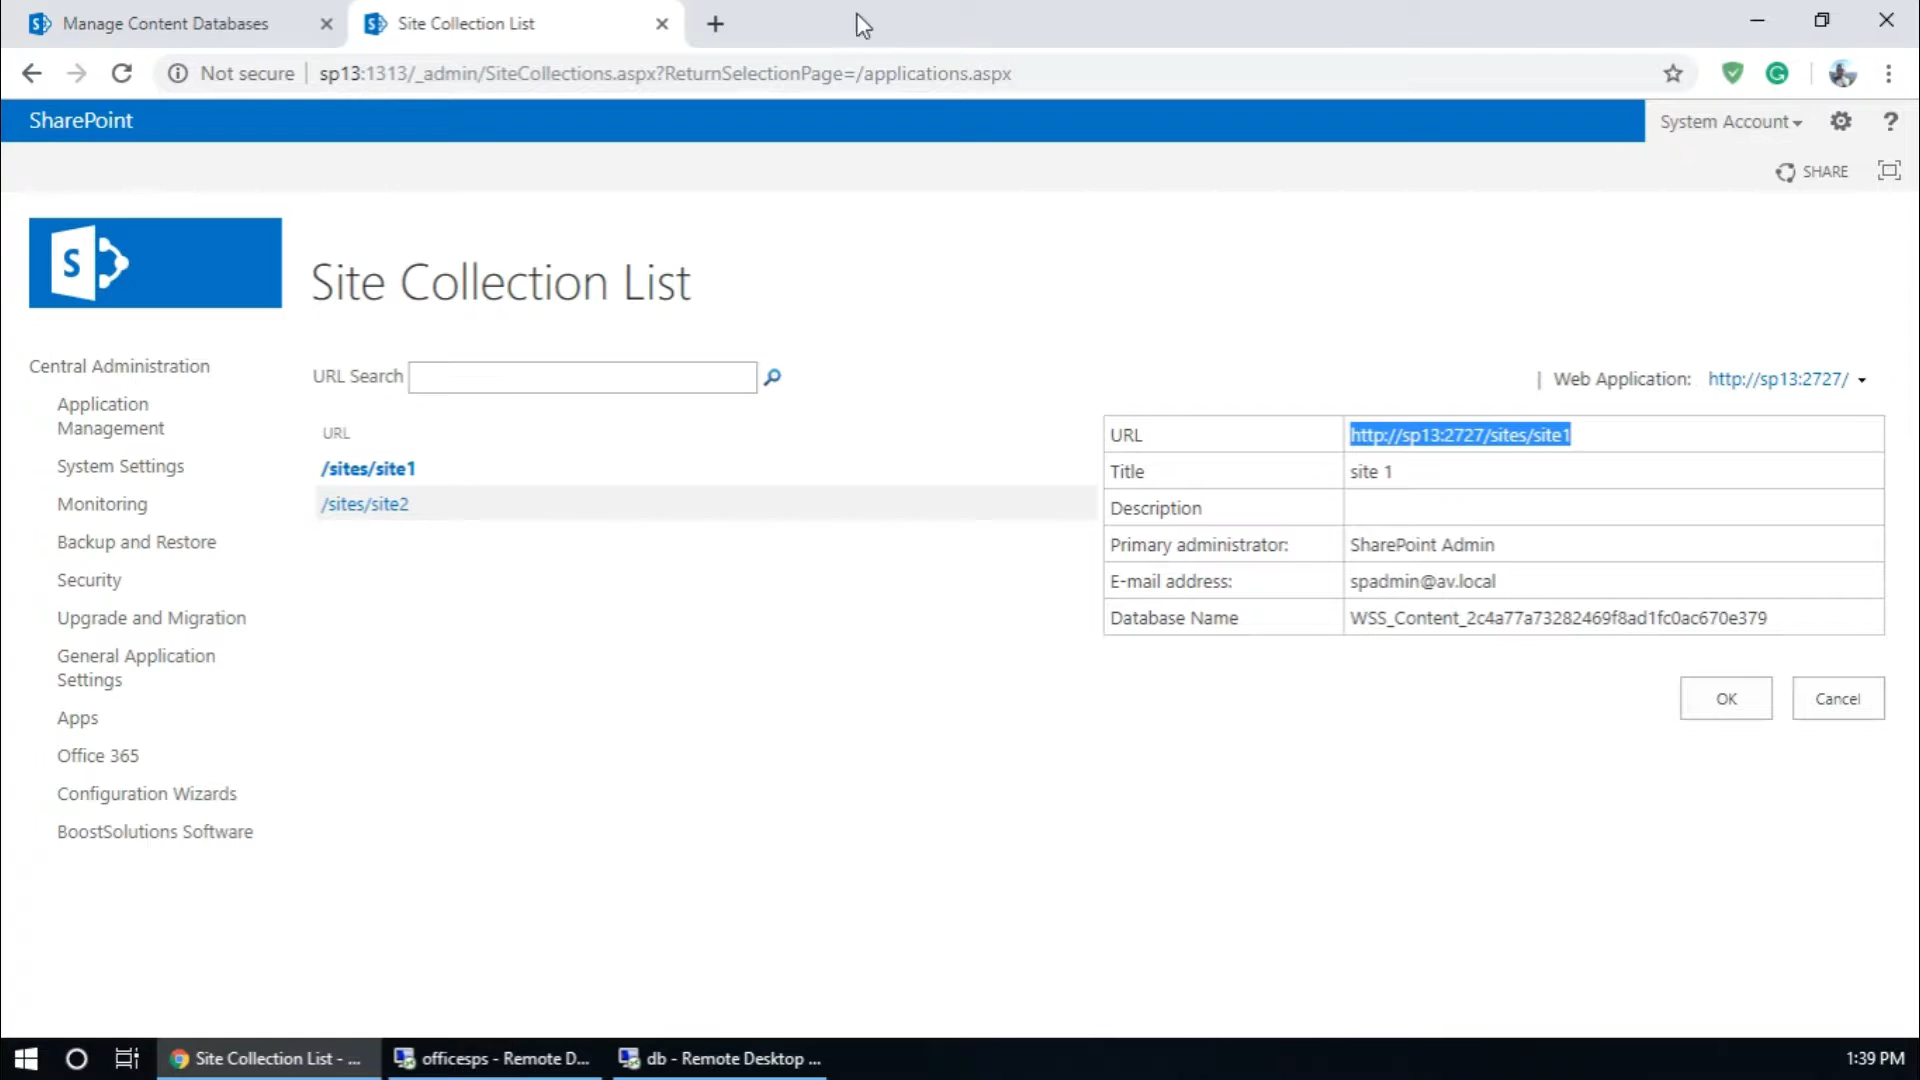 Manage Content Databases
Site Collection List
Not secure
sp13:1313/_admin/SiteCollections.aspx?ReturnSelectionPage=/applications.aspx
SharePoint
System Account
?
SHARE
S
Site Collection List
Central Administration
Application
Management
System Settings
Monitoring
Backup and Restore
Security
Upgrade and Migration
General Application
Settings
Apps
Office 365
Configuration Wizards
BoostSolutions Software
URL Search
URL
/sites/site1
/sites/site2
| Web Application: http://sp13:2727/
URL http://sp13:2727/sites/site1
Title site 1
Description
Primary administrator: SharePoint Admin
E-mail address: spadmin@av.local
Database Name WSS_Content_2c4a77a73282469f8ad1fc0ac670e379
OK Cancel
Site Collection List - ...
officesps - Remote D...
db - Remote Desktop ...
1:39 PM